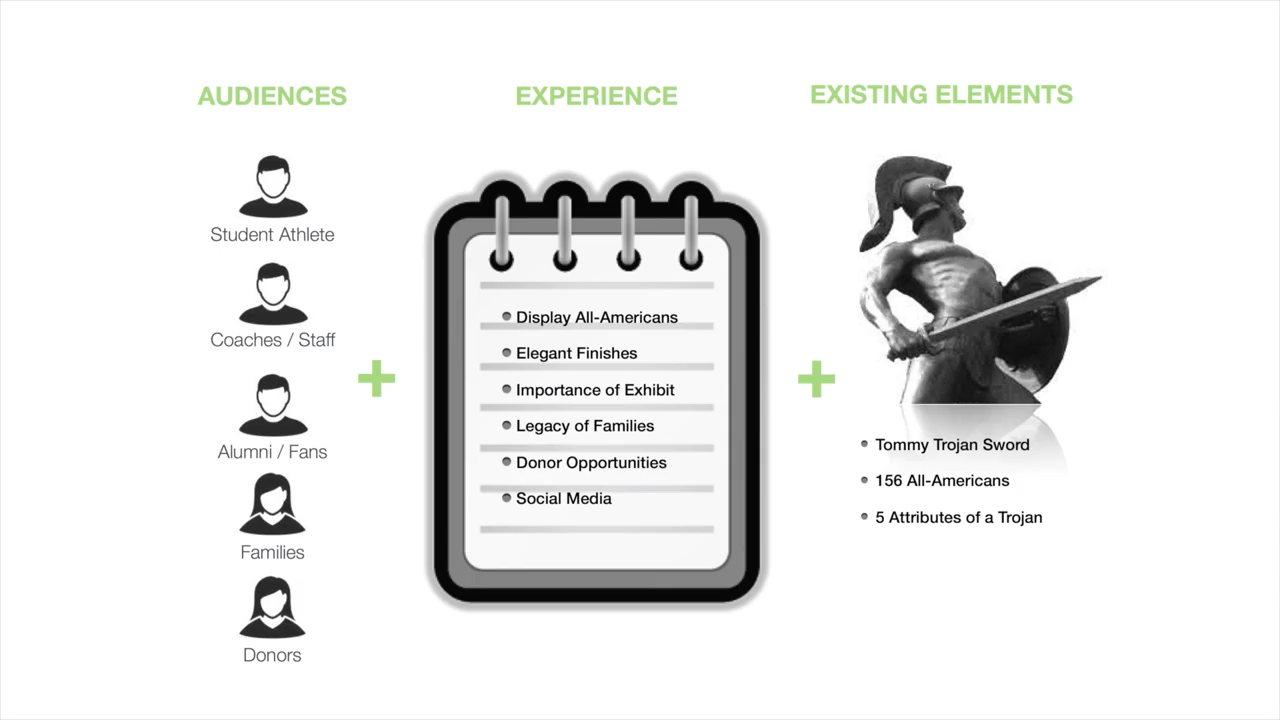 AUDIENCES
Student Athlete
Coaches / Staff
Alumni / Fans
Families
Donors
+
EXPERIENCE
• Display All-Americans
• Elegant Finishes
• Importance of Exhibit
• Legacy of Families
• Donor Opportunities
• Social Media
+
EXISTING ELEMENTS
• Tommy Trojan Sword
• 156 All-Americans
• 5 Attributes of a Trojan